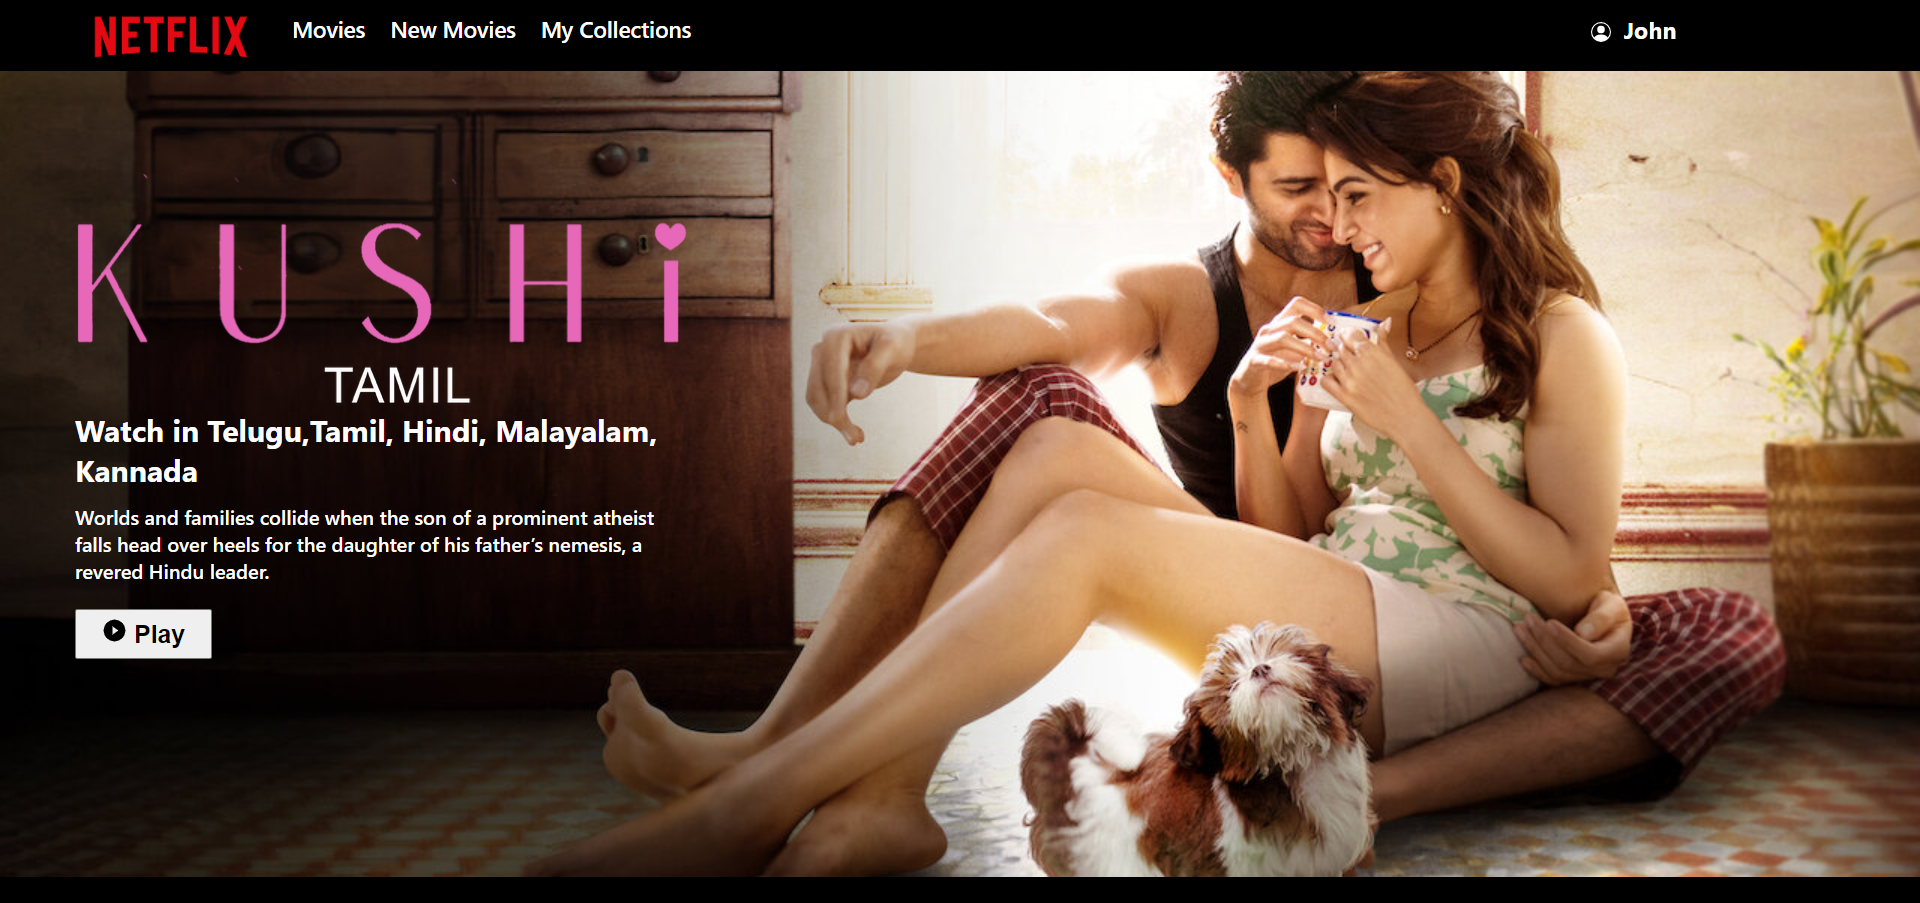 NETFLIX
Movies
New Movies
My Collections
John
KUSHi
TAMIL
Watch in Telugu,Tamil, Hindi, Malayalam,
Kannada
Worlds and families collide when the son of a prominent atheist
falls head over heels for the daughter of his father’s nemesis, a
revered Hindu leader.
Play